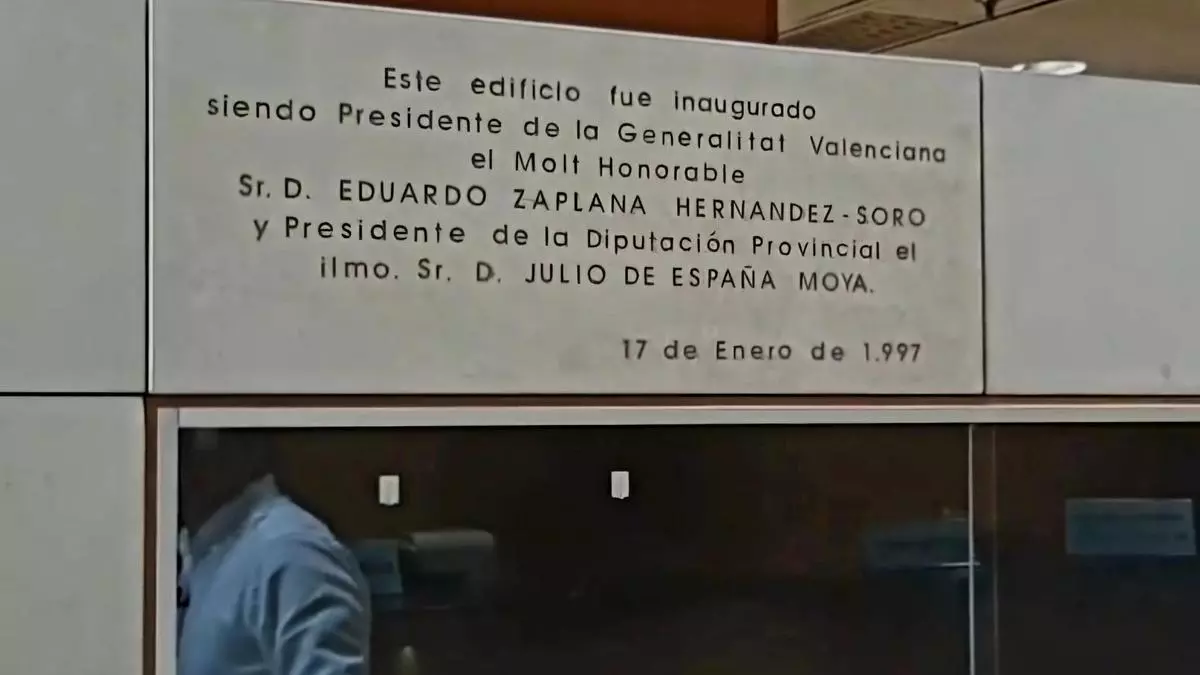 Este edificio fue inaugurado
siendo Presidente de la Generalitat Valenciana
el Molt Honorable
Sr. D. EDUARDO ZAPLANA HERNANDEZ-SORO
y Presidente de la Diputación Provincial el
ilmo. Sr. D. JULIO DE ESPAÑA MOYA.
17 de Enero de 1.997